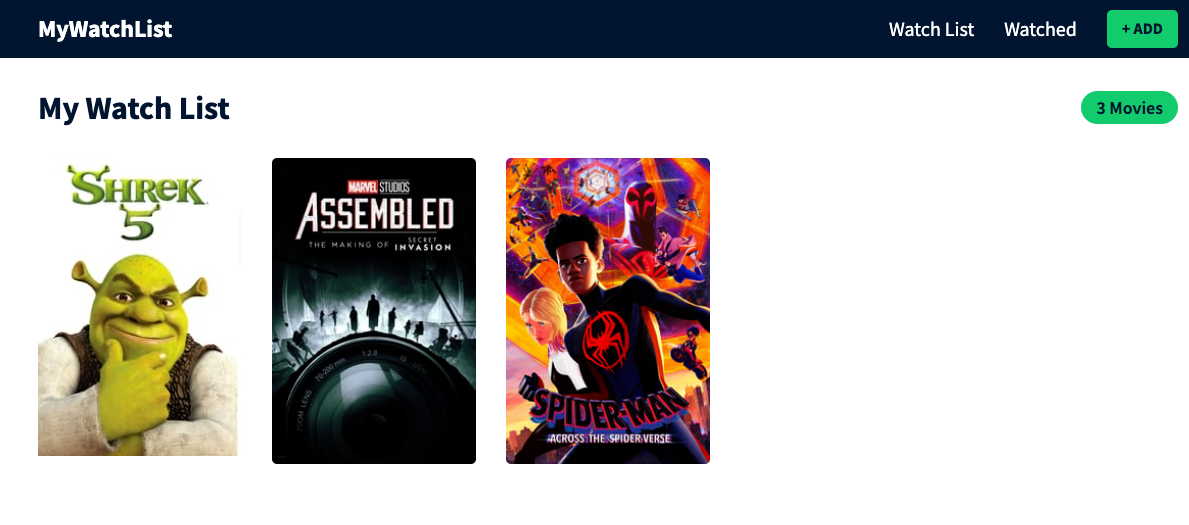 MyWatchList
Watch List
Watched
+ ADD
My Watch List
3 Movies
SHREK
5
MARVEL STUDIOS
ASSEMBLED
THE MAKING OF SECRET INVASION
70-200 mm
1:2.8
IS
ZOOM LENS
SPIDER-MAN
ACROSS THE SPIDER-VERSE